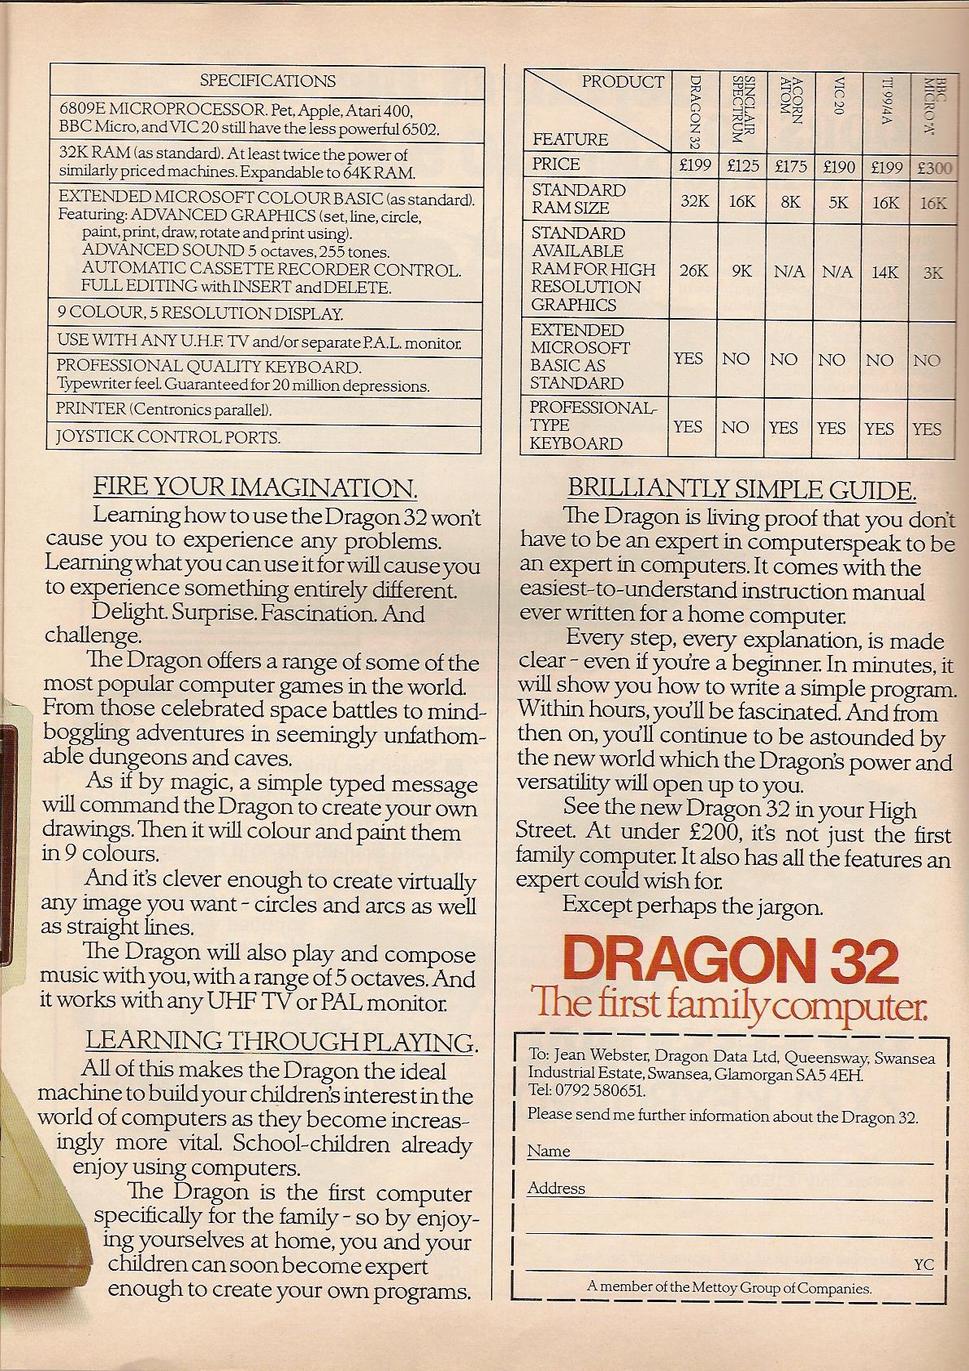 SPECIFICATIONS
6809E MICROPROCESSOR. Pet, Apple, Atari 400,
BBC Micro, and VIC 20 still have the less powerful 6502.
32K RAM (as standard). At least twice the power of
similarly priced machines. Expandable to 64K RAM.
EXTENDED MICROSOFT COLOUR BASIC (as standard).
Featuring: ADVANCED GRAPHICS (set, line, circle,
paint, print, draw, rotate and print using).
ADVANCED SOUND 5 octaves, 255 tones.
AUTOMATIC CASSETTE RECORDER CONTROL.
FULL EDITING with INSERT and DELETE.
9 COLOUR, 5 RESOLUTION DISPLAY.
USE WITH ANY U.H.F. TV and/or separate P.A.L. monitor.
PROFESSIONAL QUALITY KEYBOARD.
Typewriter feel. Guaranteed for 20 million depressions.
PRINTER (Centronics parallel).
JOYSTICK CONTROL PORTS.
FIRE YOUR IMAGINATION.
Learning how to use the Dragon 32 won't
cause you to experience any problems.
Learning what you can use it for will cause you
to experience something entirely different.
Delight. Surprise. Fascination. And
challenge.
The Dragon offers a range of some of the
most popular computer games in the world.
From those celebrated space battles to mind-
boggling adventures in seemingly unfathom-
able dungeons and caves.
As if by magic, a simple typed message
will command the Dragon to create your own
drawings. Then it will colour and paint them
in 9 colours.
And it's clever enough to create virtually
any image you want - circles and arcs as well
as straight lines.
The Dragon will also play and compose
music with you, with a range of 5 octaves. And
it works with any UHF TV or PAL monitor.
LEARNING THROUGH PLAYING.
All of this makes the Dragon the ideal
machine to build your children's interest in the
world of computers as they become increas-
ingly more vital. School-children already
enjoy using computers.
The Dragon is the first computer
specifically for the family - so by enjoy-
ing yourselves at home, you and your
children can soon become expert
enough to create your own programs.
PRODUCT
FEATURE
DRAGON 32
SINCLAIR
SPECTRUM
ACORN
ATOM
VIC 20
TI 99/4A
BBC
MICRO 'A'
PRICE £199 £125 £175 £190 £199 £300
STANDARD
RAM SIZE 32K 16K 8K 5K 16K 16K
STANDARD
AVAILABLE
RAM FOR HIGH 26K 9K N/A N/A 14K 3K
RESOLUTION
GRAPHICS
EXTENDED
MICROSOFT YES NO NO NO NO NO
BASIC AS
STANDARD
PROFESSIONAL-
TYPE YES NO YES YES YES YES
KEYBOARD
BRILLIANTLY SIMPLE GUIDE.
The Dragon is living proof that you don't
have to be an expert in computerspeak to be
an expert in computers. It comes with the
easiest-to-understand instruction manual
ever written for a home computer.
Every step, every explanation, is made
clear - even if you're a beginner. In minutes, it
will show you how to write a simple program.
Within hours, you'll be fascinated. And from
then on, you'll continue to be astounded by
the new world which the Dragon's power and
versatility will open up to you.
See the new Dragon 32 in your High
Street. At under £200, it's not just the first
family computer. It also has all the features an
expert could wish for.
Except perhaps the jargon.
DRAGON 32
The first family computer.
To: Jean Webster, Dragon Data Ltd, Queensway, Swansea
Industrial Estate, Swansea, Glamorgan SA5 4EH.
Tel: 0792 580651.
Please send me further information about the Dragon 32.
Name
Address
YC
A member of the Mettoy Group of Companies.